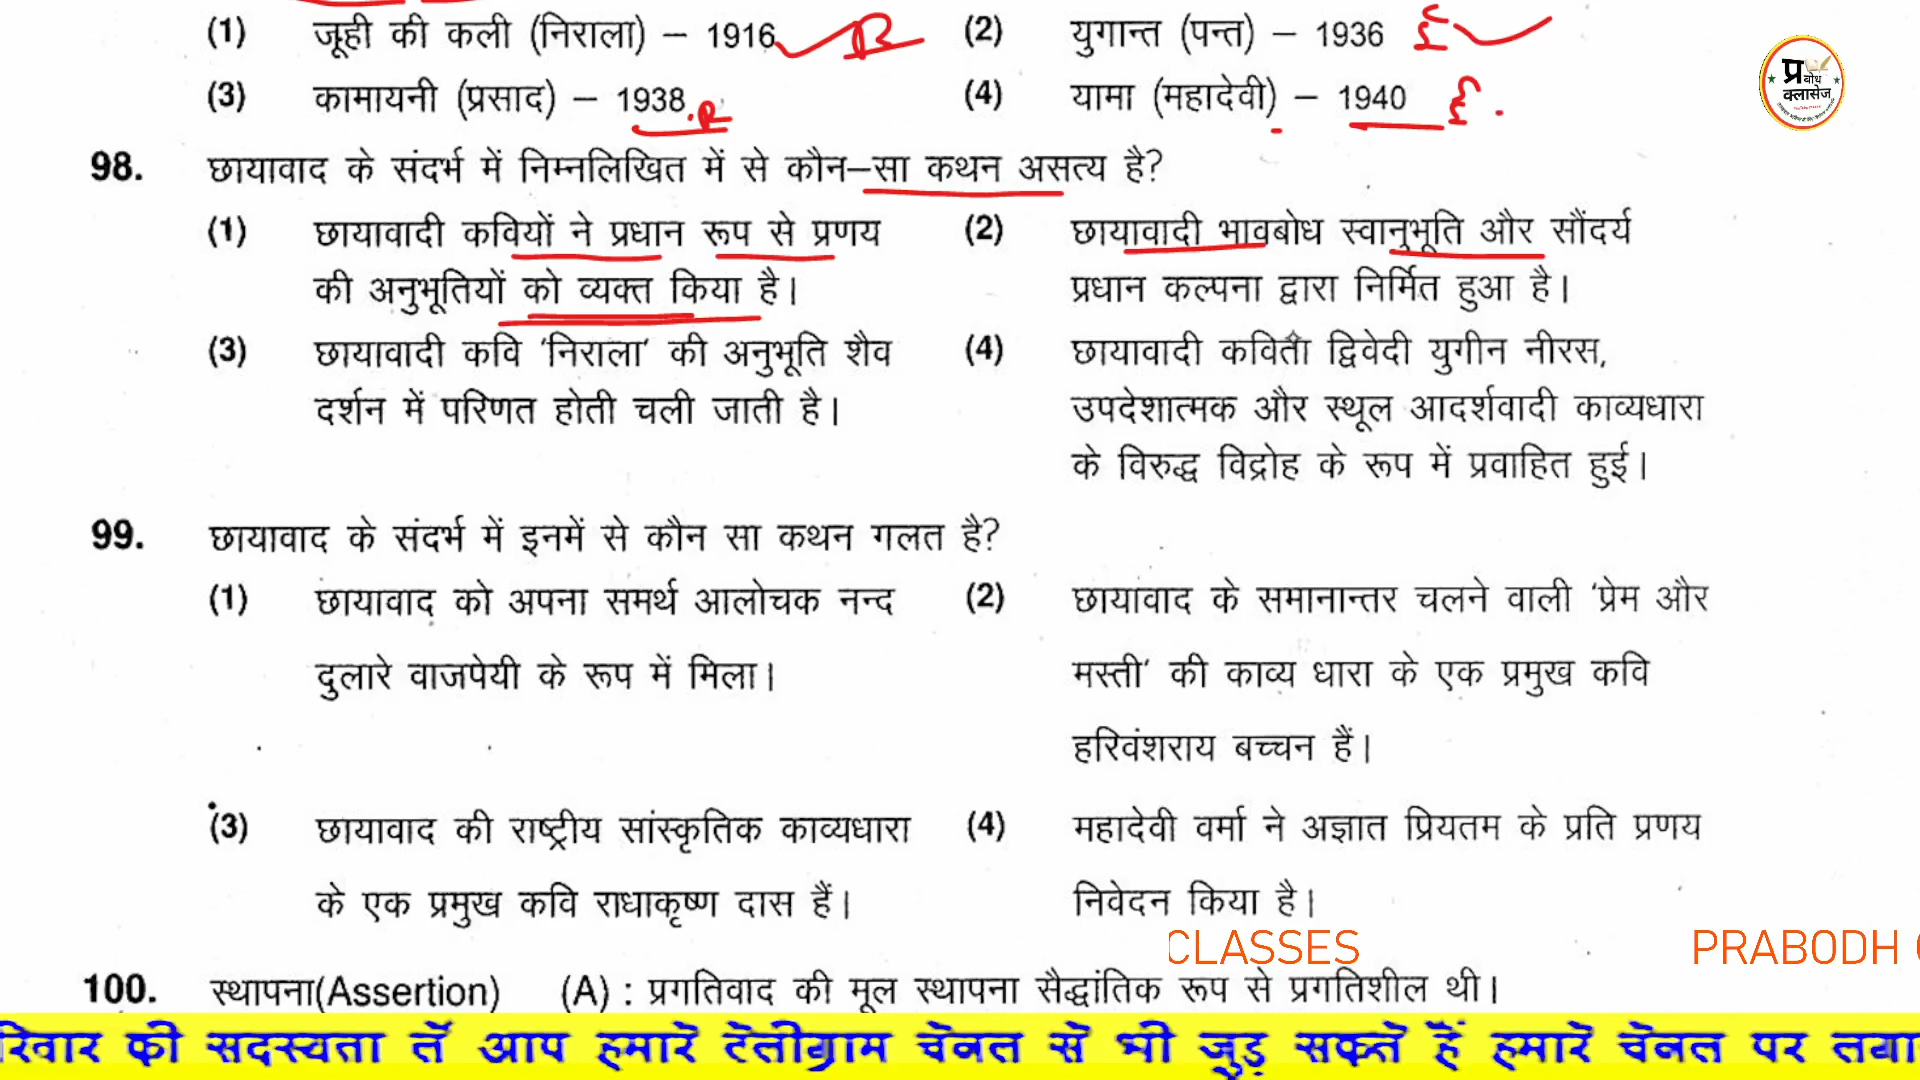 (1) जूही की कली (निराला) – 1916 (2) युगान्त (पन्त) – 1936
(3) कामायनी (प्रसाद) – 1938 (4) यामा (महादेवी) – 1940
प्रबोध
क्लासेज
98. छायावाद के संदर्भ में निम्नलिखित में से कौन–सा कथन असत्य है?
(1) छायावादी कवियों ने प्रधान रूप से प्रणय (2) छायावादी भावबोध स्वानुभूति और सौंदर्य
की अनुभूतियों को व्यक्त किया है। प्रधान कल्पना द्वारा निर्मित हुआ है।
(3) छायावादी कवि 'निराला' की अनुभूति शैव (4) छायावादी कविता द्विवेदी युगीन नीरस,
दर्शन में परिणत होती चली जाती है। उपदेशात्मक और स्थूल आदर्शवादी काव्यधारा
के विरुद्ध विद्रोह के रूप में प्रवाहित हुई।
99. छायावाद के संदर्भ में इनमें से कौन सा कथन गलत है?
(1) छायावाद को अपना समर्थ आलोचक नन्द (2) छायावाद के समानान्तर चलने वाली 'प्रेम और
दुलारे वाजपेयी के रूप में मिला। मस्ती' की काव्य धारा के एक प्रमुख कवि
हरिवंशराय बच्चन हैं।
(3) छायावाद की राष्ट्रीय सांस्कृतिक काव्यधारा (4) महादेवी वर्मा ने अज्ञात प्रियतम के प्रति प्रणय
के एक प्रमुख कवि राधाकृष्ण दास हैं। निवेदन किया है।
CLASSES PRABODH
100. स्थापना(Assertion) (A) : प्रगतिवाद की मूल स्थापना सैद्धांतिक रूप से प्रगतिशील थी।
रिवार की सदस्यता लें आप हमारे टेलीग्राम चेनल से भी जुड़ सकते हैं हमारे चेनल पर लगा